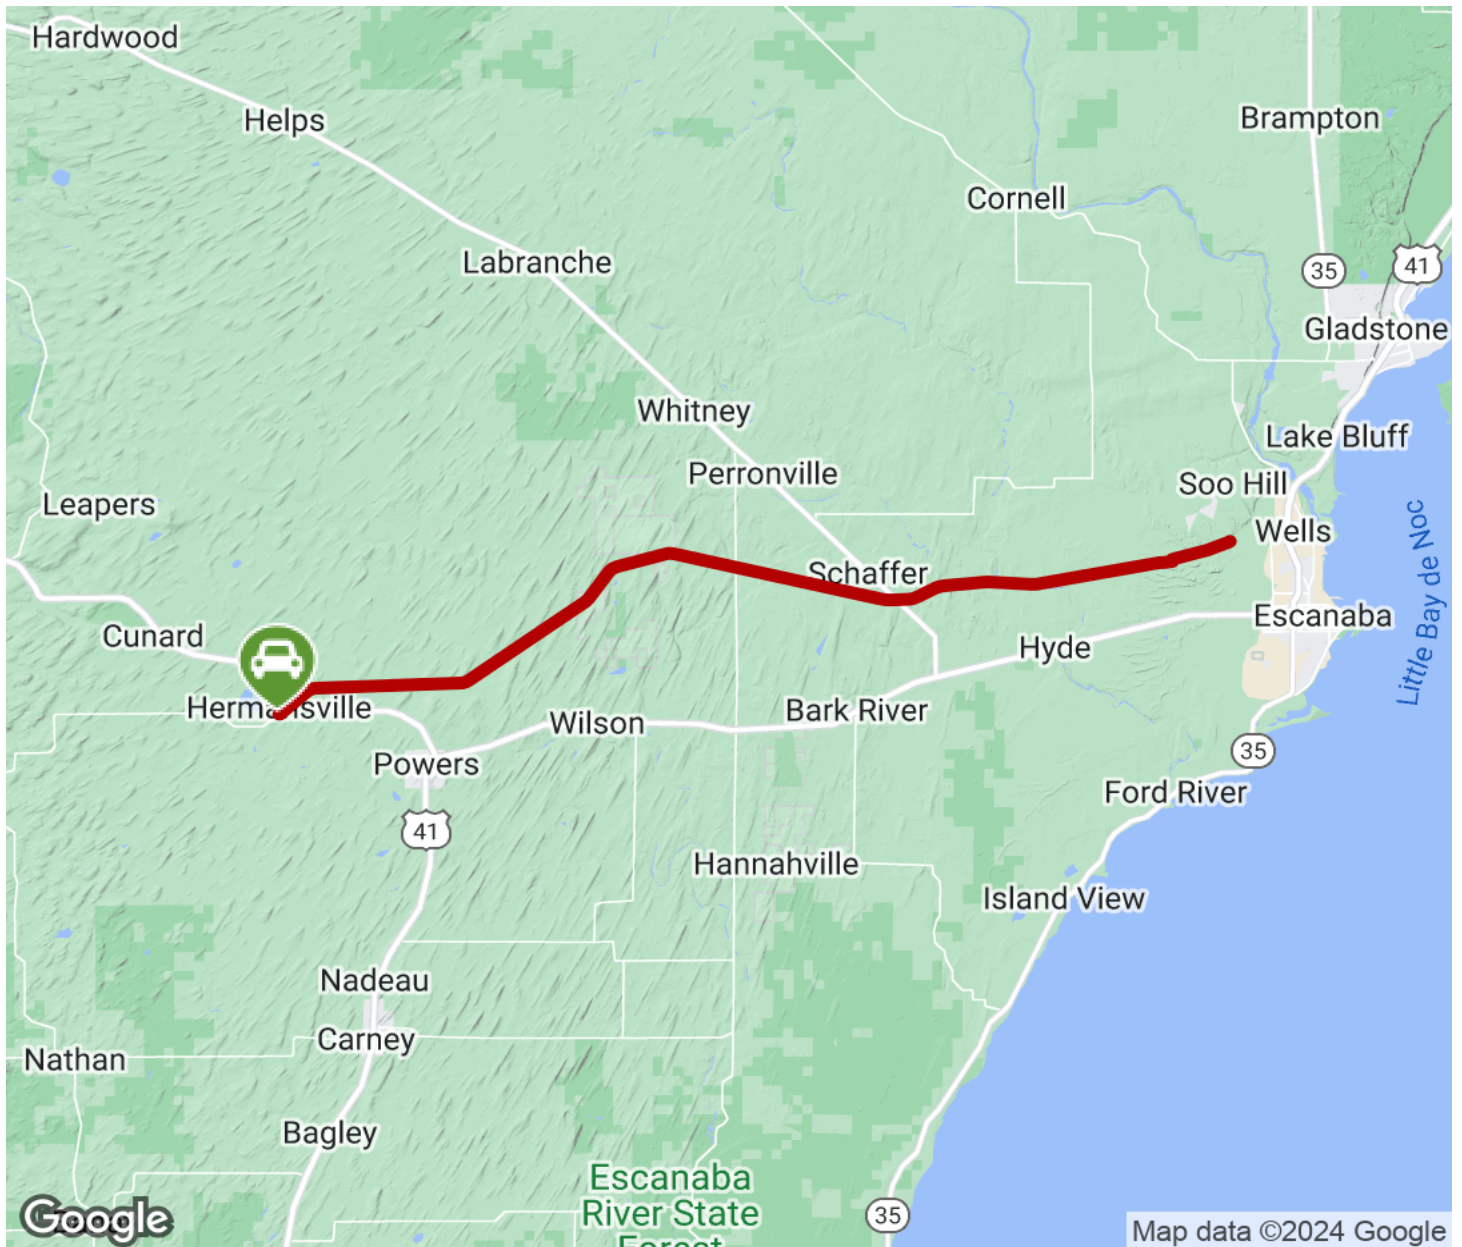 Hardwood
Helps
Brampton
Cornell
Labranche
35
41
Gladstone
Whitney
Lake Bluff
Perronville
Soo Hill
Leapers
Wells
Little Bay de Noc
Schaffer
Escanaba
Cunard
Hyde
Hermansville
Bark River
Wilson
35
Powers
Ford River
41
Hannahville
Island View
Nadeau
Carney
Nathan
Bagley
Escanaba
River State
Forest
35
Google
Map data ©2024 Google